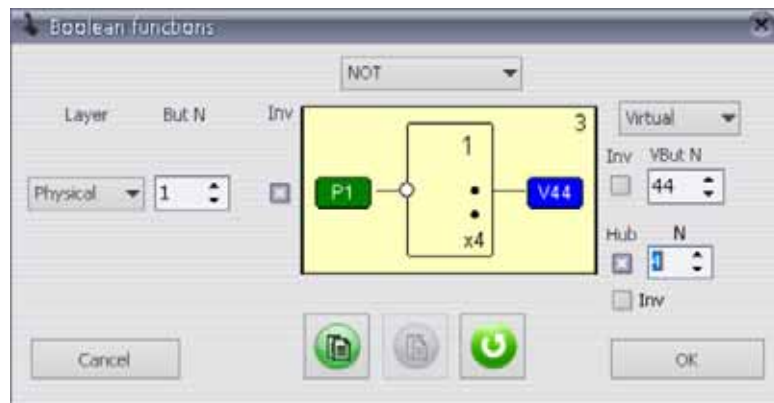 Boolean functions
NOT
Layer But N Inv
Physical 1
P1
1
x4
3
V44
Virtual
Inv VBut N
44
Hub N
Inv
Cancel
OK